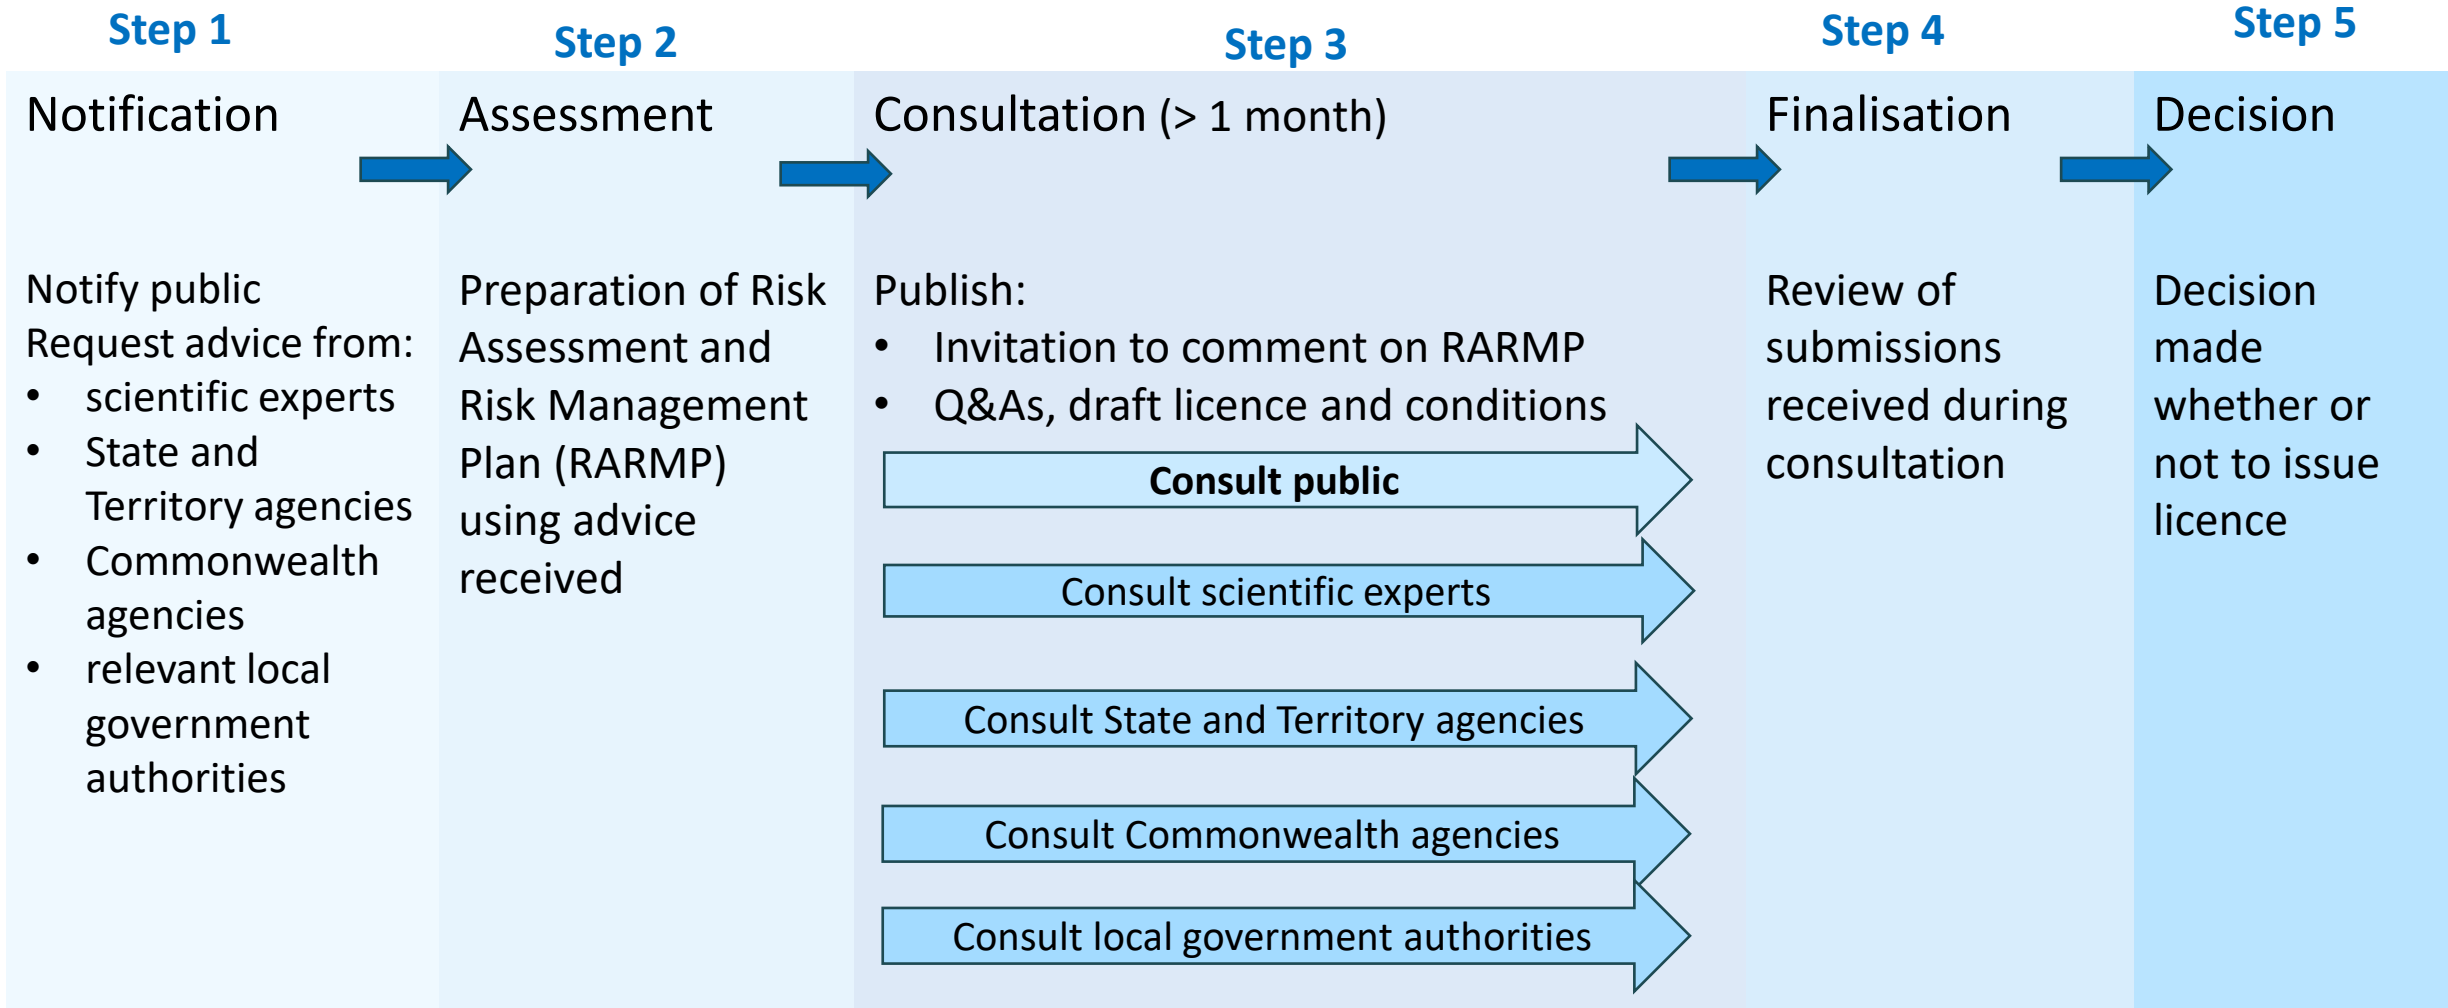 Step 1
Notification
Notify public
Request advice from:
• scientific experts
• State and
Territory agencies
• Commonwealth
agencies
• relevant local
government
authorities
Step 2
Assessment
Preparation of Risk
Assessment and
Risk Management
Plan (RARMP)
using advice
received
Step 3
Consultation (> 1 month)
Publish:
• Invitation to comment on RARMP
• Q&As, draft licence and conditions
Consult public
Consult scientific experts
Consult State and Territory agencies
Consult Commonwealth agencies
Consult local government authorities
Step 4
Finalisation
Review of
submissions
received during
consultation
Step 5
Decision
Decision
made
whether or
not to issue
licence